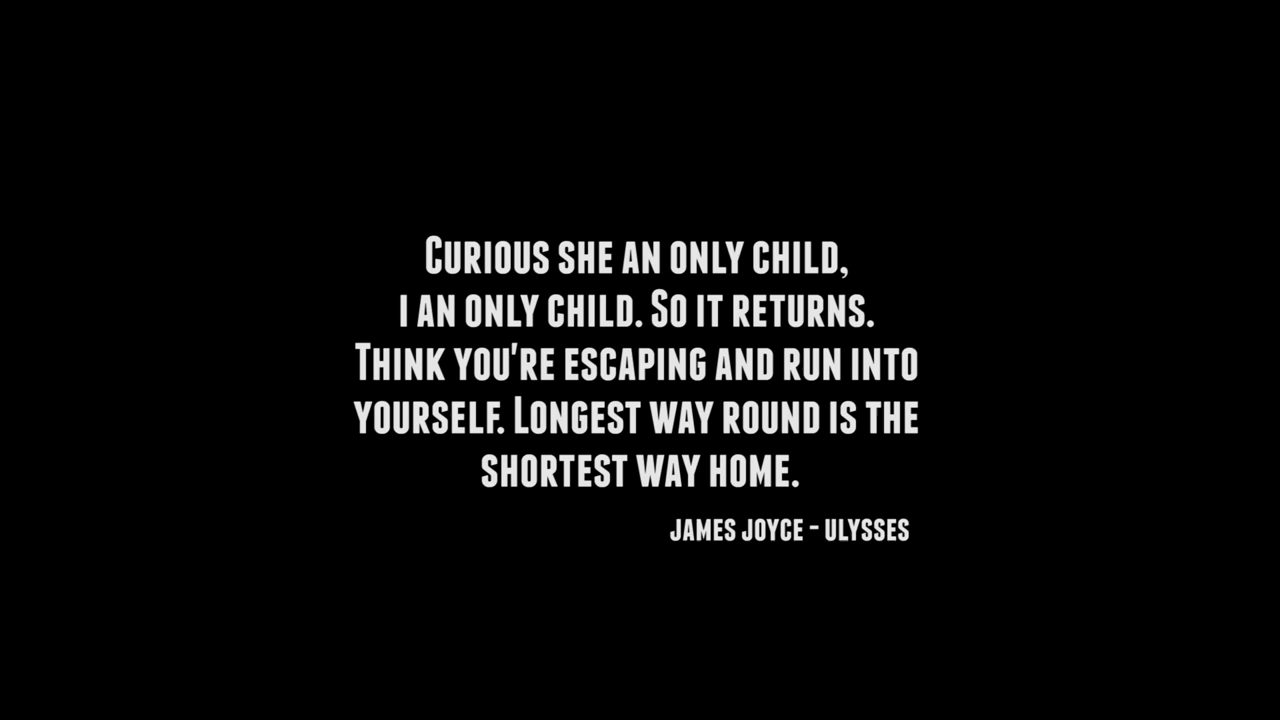 Curious she an only child,
I an only child. So it returns.
Think you're escaping and run into
yourself. Longest way round is the
shortest way home.
James Joyce - Ulysses